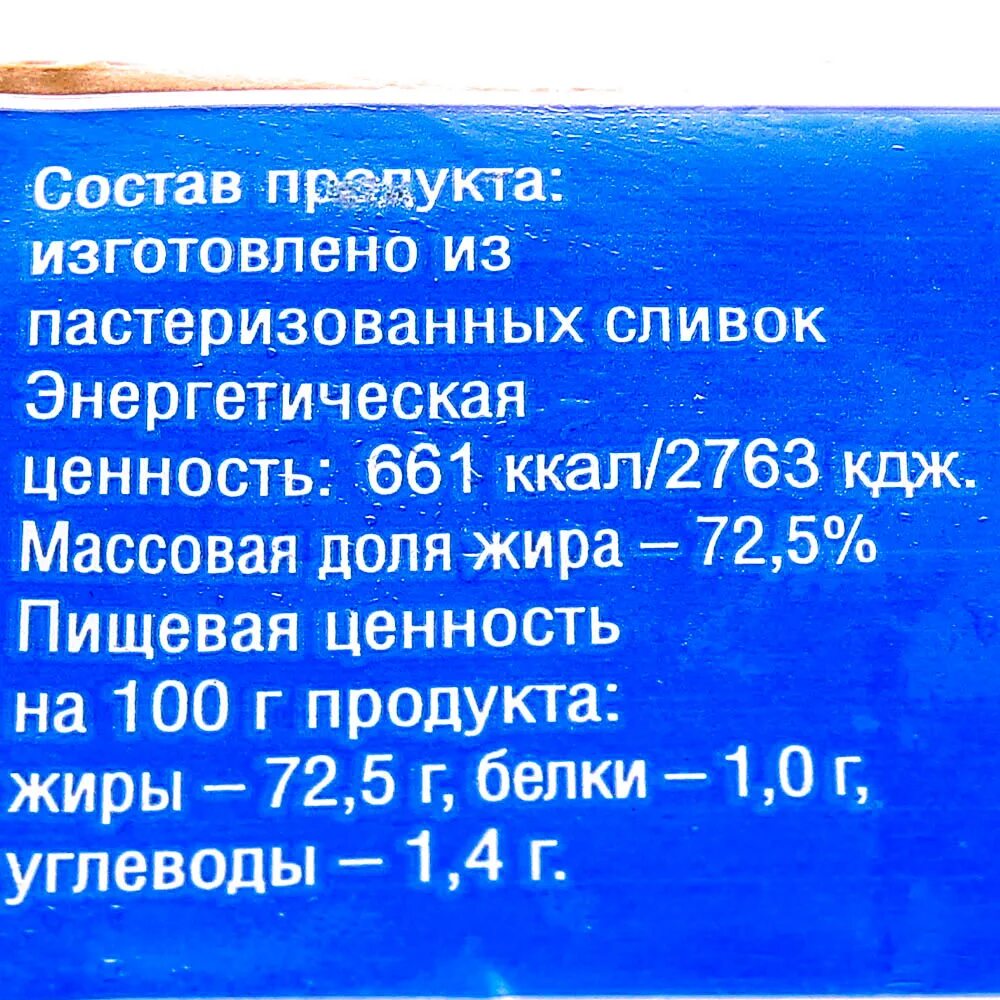 Состав продукта:
изготовлено из
пастеризованных сливок
Энергетическая
ценность: 661 ккал/2763 кдж.
Массовая доля жира – 72,5%
Пищевая ценность
на 100 г продукта:
жиры – 72,5 г, белки – 1,0 г,
углеводы – 1,4 г.